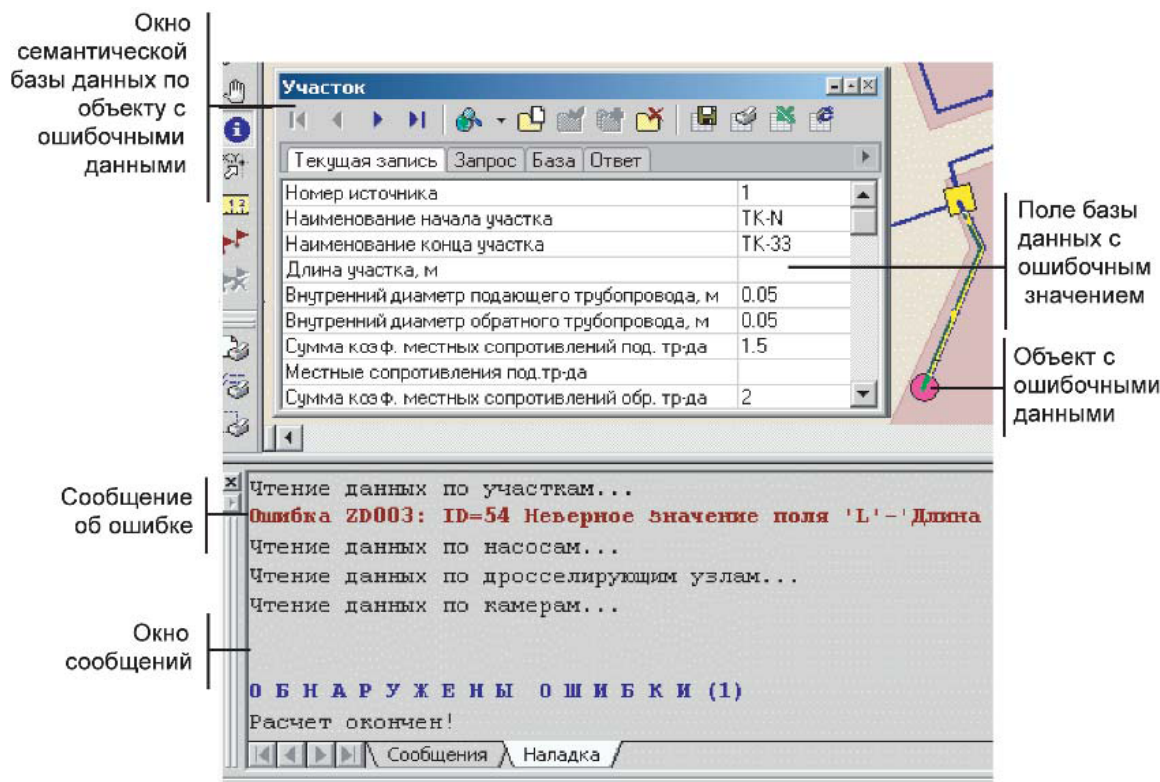 Окно
семантической
базы данных по
объекту с
ошибочными
данными
Участок
Текущая запись Запрос База Ответ
Номер источника 1
Наименование начала участка ТК-N
Наименование конца участка ТК-33
Длина участка, м
Внутренний диаметр подающего трубопровода, м 0.05
Внутренний диаметр обратного трубопровода, м 0.05
Сумма коэф. местных сопротивлений под. тр-да 1.5
Местные сопротивления под.тр-да
Сумма коэф. местных сопротивлений обр. тр-да 2
Поле базы
данных с
ошибочным
значением
Объект с
ошибочными
данными
Сообщение
об ошибке
Чтение данных по участкам...
Ошибка ZD003: ID=54 Неверное значение поля 'L'-'Длина
Чтение данных по насосам...
Чтение данных по дросселирующим узлам...
Чтение данных по камерам...
Окно
сообщений
О Б Н А Р У Ж Е Н Ы О Ш И Б К И (1)
Расчет окончен!
Сообщения Наладка